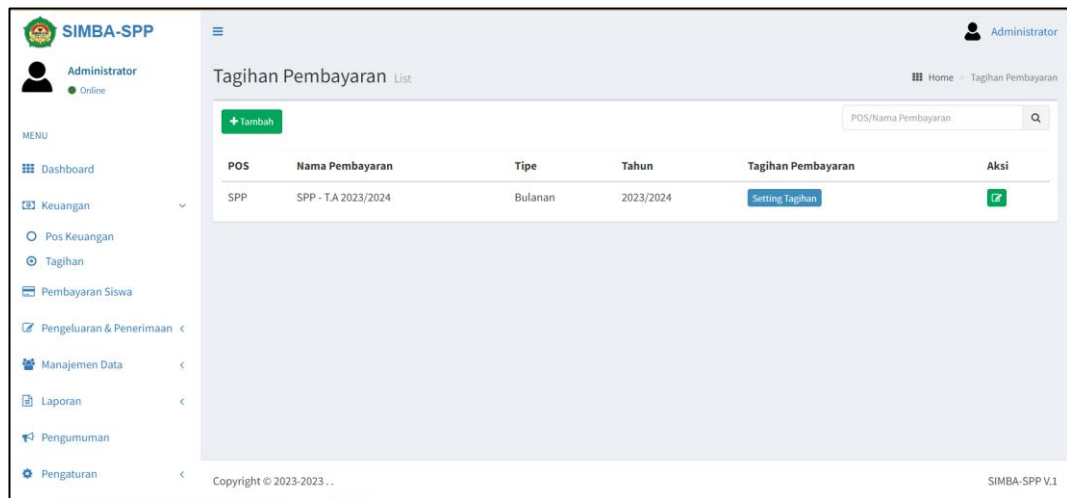 SIMBA-SPP
Administrator
Online
MENU
Dashboard
Keuangan
Pos Keuangan
Tagihan
Pembayaran Siswa
Pengeluaran & Penerimaan
Manajemen Data
Laporan
Pengumuman
Pengaturan
Administrator
Tagihan Pembayaran List
Home > Tagihan Pembayaran
Tambah
POS/Nama Pembayaran
POS Nama Pembayaran Tipe Tahun Tagihan Pembayaran Aksi
SPP SPP - T.A 2023/2024 Bulanan 2023/2024 Setting Tagihan
Copyright © 2023-2023 . .
SIMBA-SPP V.1